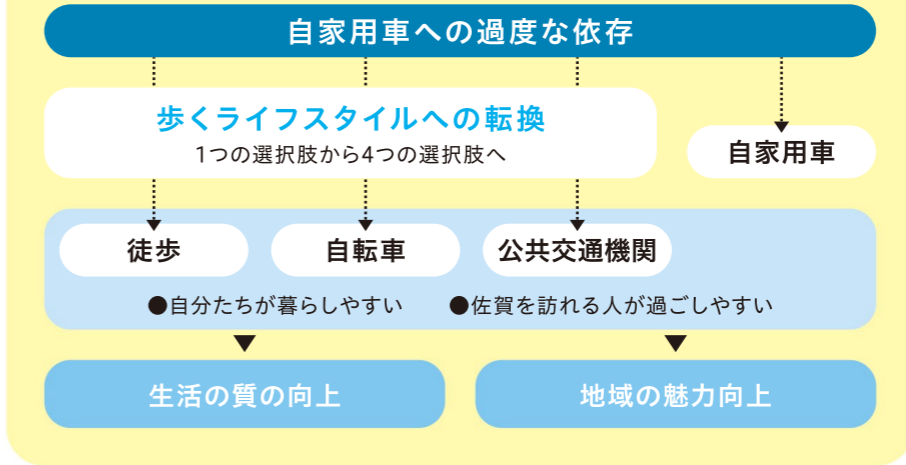 自家用車への過度な依存
歩くライフスタイルへの転換
1つの選択肢から4つの選択肢へ
自家用車
徒歩
自転車
公共交通機関
●自分たちが暮らしやすい
●佐賀を訪れる人が過ごしやすい
生活の質の向上
地域の魅力向上